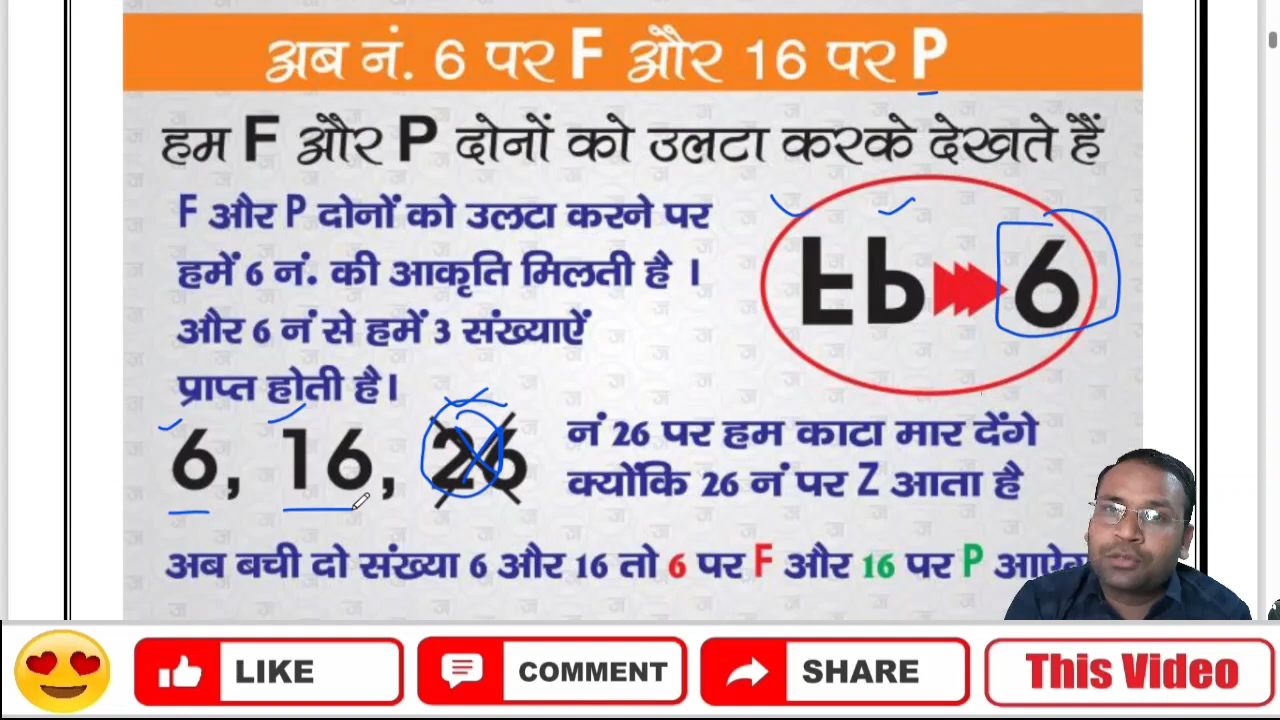 अब नं. 6 पर F और 16 पर P
हम F और P दोनों को उलटा करके देखते हैं
F और P दोनों को उलटा करने पर
हमें 6 नं. की आकृति मिलती है ।
और 6 नं से हमें 3 संख्याऐं
प्राप्त होती है।
6, 16, 26
6
नं 26 पर हम काटा मार देंगे
क्योंकि 26 नं पर Z आता है
अब बची दो संख्या 6 और 16 तो 6 पर F और 16 पर P
LIKE
COMMENT
SHARE
This Video